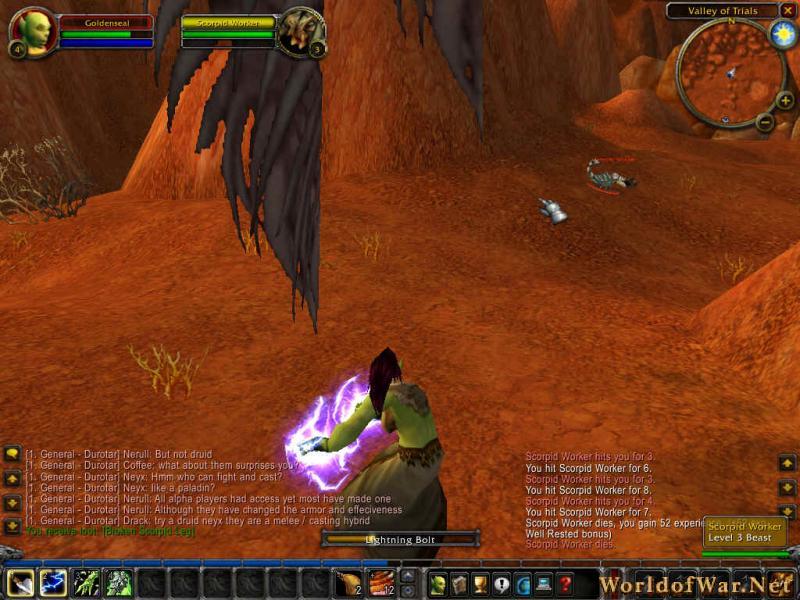 Goldenseal
Scorpid Worker
Valley of Trials
N
4
3
[1. General - Durotar] Nerull: But not druid
[1. General - Durotar] Coffee: what about them surprises you?
[1. General - Durotar] Neyx: Hmm who can fight and cast?
[1. General - Durotar] Neyx: like a paladin?
[1. General - Durotar] Nerull: All alpha players had access yet most have made one
[1. General - Durotar] Nerull: Although they have changed the armor and effeciveness
[1. General - Durotar] Drack: try a druid neyx they are a melee / casting hybrid
You receive loot: [Broken Scorpid Leg]
Scorpid Worker hits you for 3.
You hit Scorpid Worker for 6.
Scorpid Worker hits you for 3.
You hit Scorpid Worker for 8.
Scorpid Worker hits you for 4.
You hit Scorpid Worker for 7.
Scorpid Worker dies, you gain 52
Well Rested bonus)
Scorpid Worker dies.
Scorpid Worker
Level 3 Beast
Lightning Bolt
2
12
WorldofWar.Net